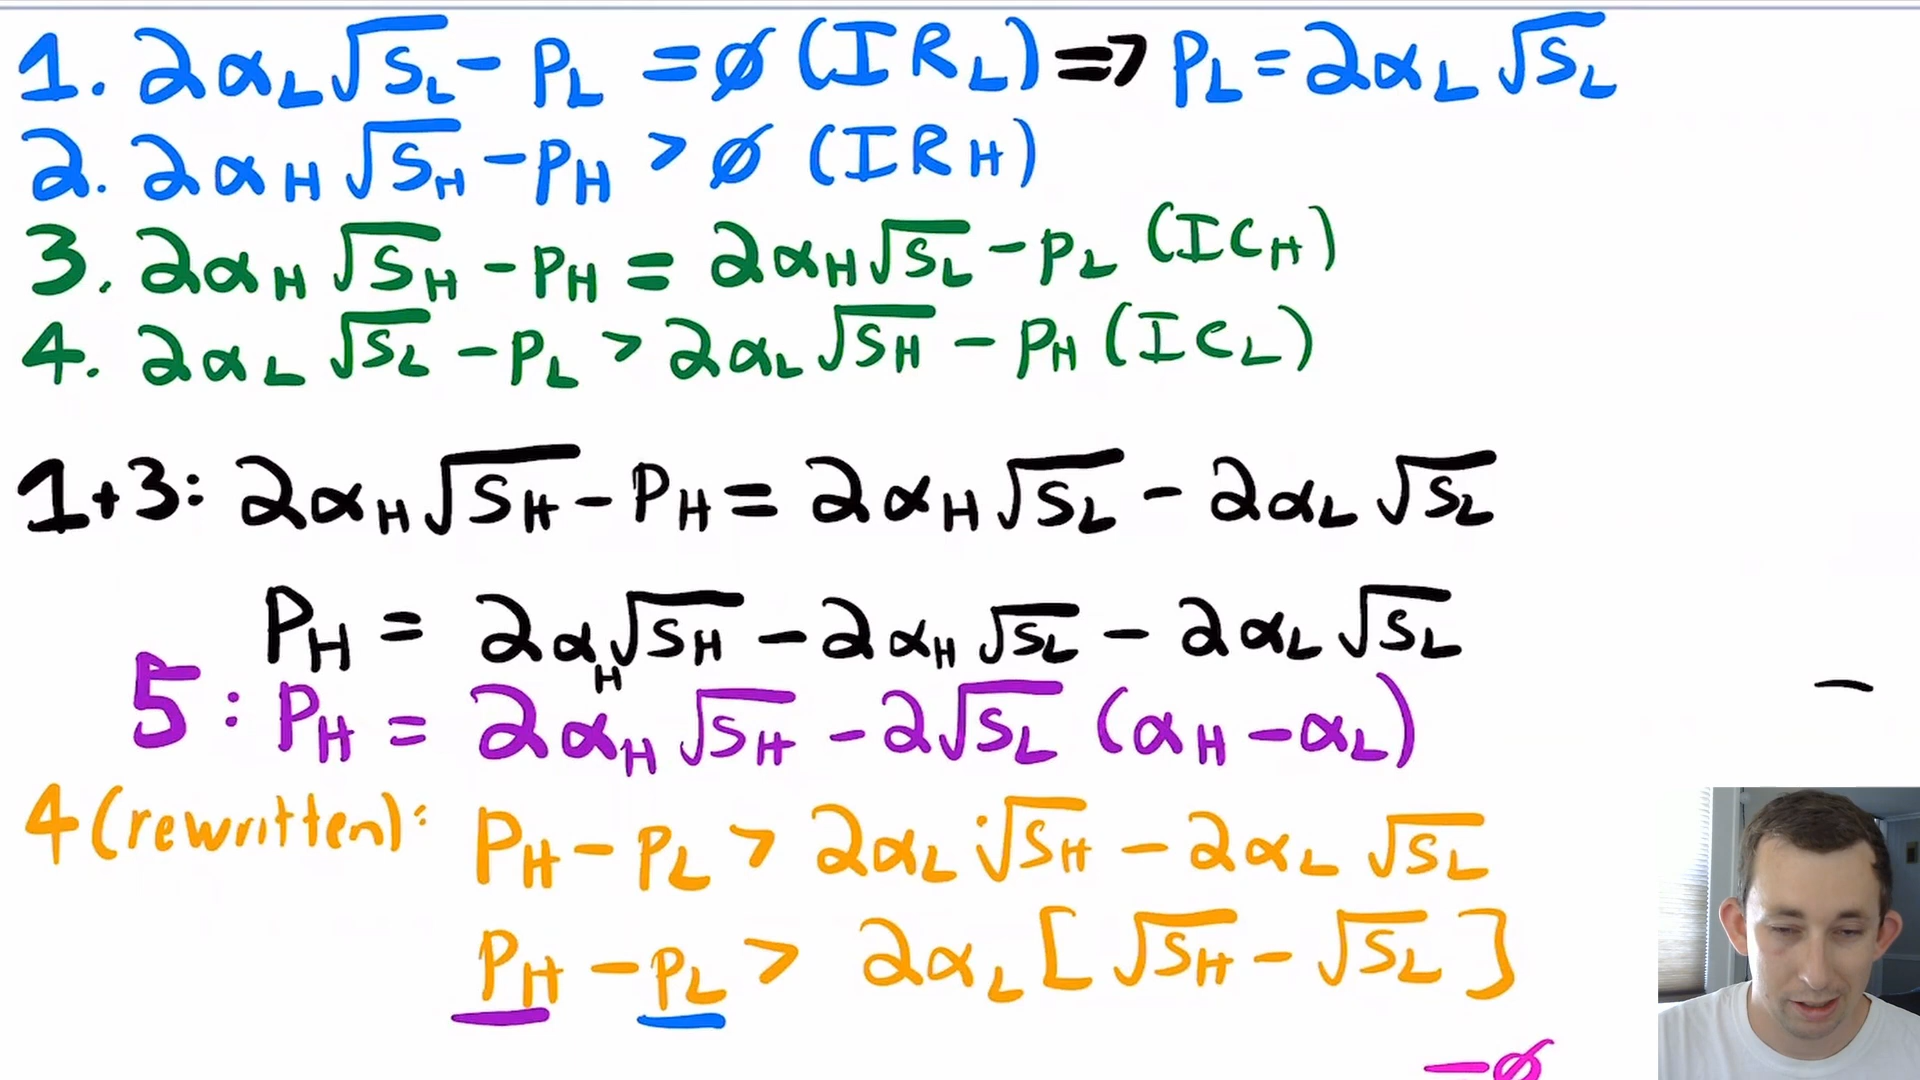 1. 2α_L√S_L - P_L = ∅ (IR_L) ⇒ P_L = 2α_L√S_L
2. 2α_H√S_H - P_H > ∅ (IR_H)
3. 2α_H√S_H - P_H = 2α_H√S_L - P_L (IC_H)
4. 2α_L√S_L - P_L > 2α_L√S_H - P_H (IC_L)
1+3: 2α_H√S_H - P_H = 2α_H√S_L - 2α_L√S_L
P_H = 2α_H√S_H - 2α_H√S_L - 2α_L√S_L
5: P_H = 2α_H√S_H - 2√S_L (α_H - α_L)
4 (rewritten): P_H - P_L > 2α_L√S_H - 2α_L√S_L
P_H - P_L > 2α_L [√S_H - √S_L]